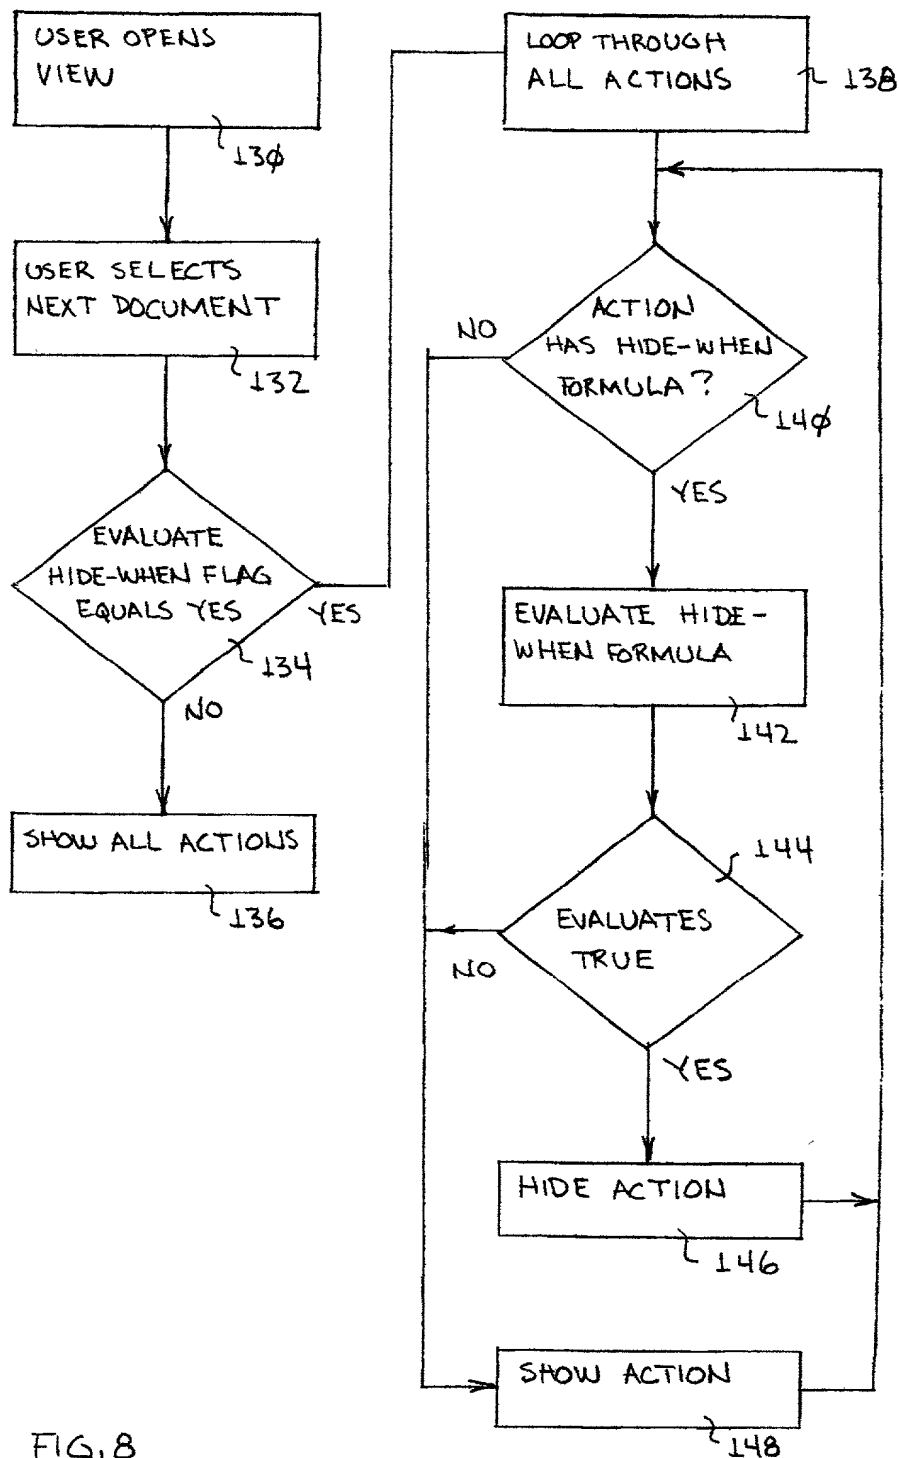 USER OPENS
VIEW
13φ
USER SELECTS
NEXT DOCUMENT
132
EVALUATE
HIDE-WHEN FLAG
EQUALS YES
YES
134
NO
SHOW ALL ACTIONS
136
LOOP THROUGH
ALL ACTIONS
138
ACTION
HAS HIDE-WHEN
FORMULA?
NO
14φ
YES
EVALUATE HIDE-
WHEN FORMULA
142
144
EVALUATES
TRUE
NO
YES
HIDE ACTION
146
SHOW ACTION
148
FIG. 8